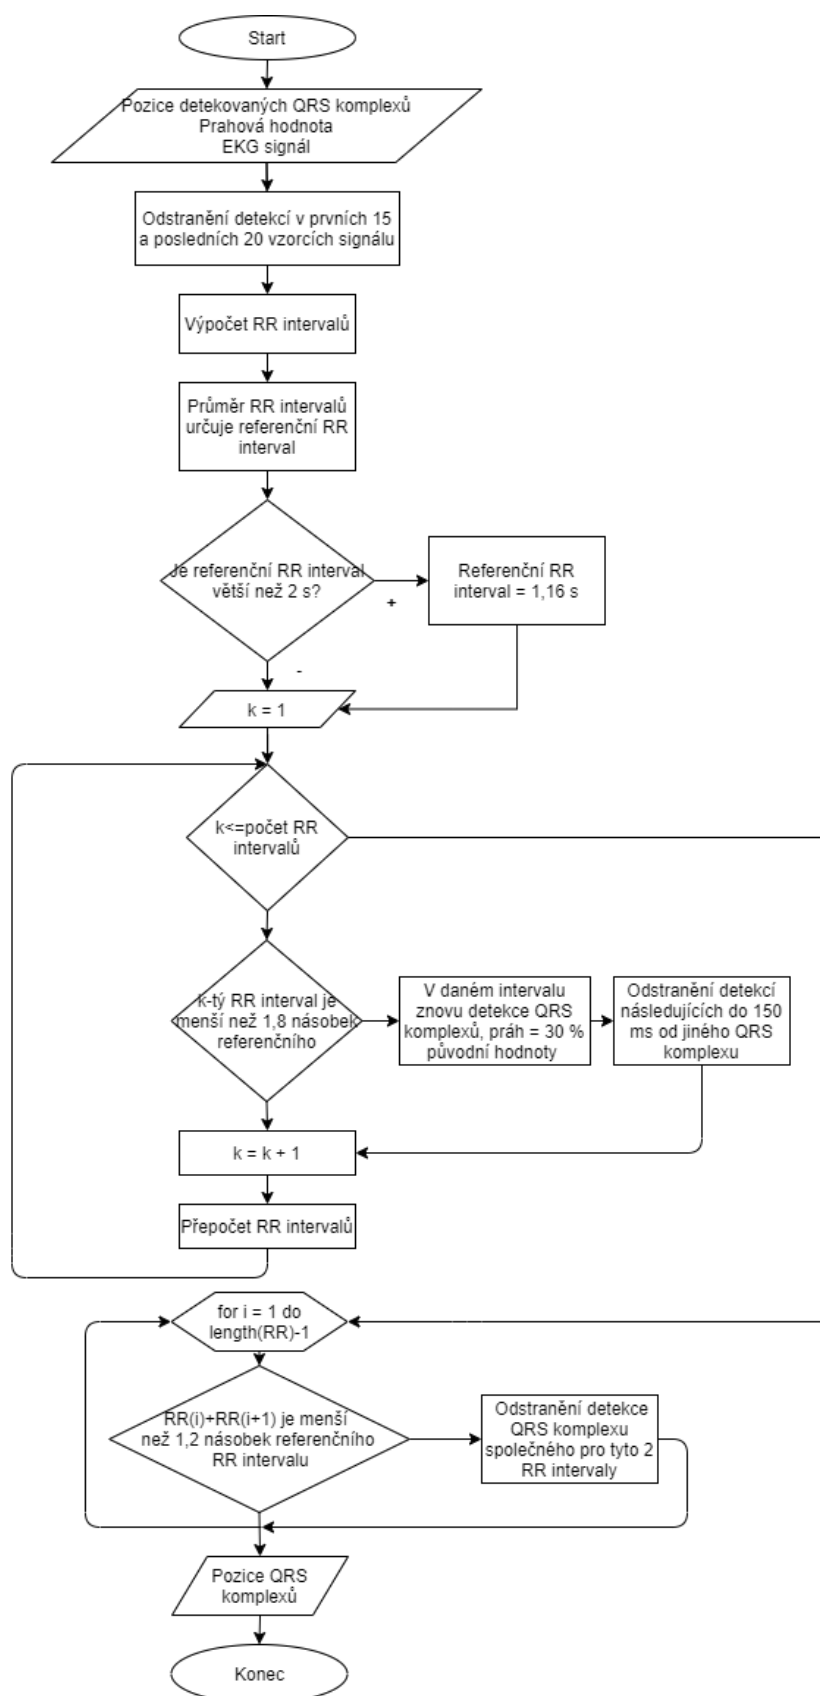 Start
Pozice detekovaných QRS komplexů
Prahová hodnota
EKG signál
Odstranění detekcí v prvních 15
a posledních 20 vzorcích signálu
Výpočet RR intervalů
Průměr RR intervalů
určuje referenční RR
interval
Je referenční RR interval
větší než 2 s?
+
Referenční RR
interval = 1,16 s
-
k = 1
k<=počet RR
intervalů
k-tý RR interval je
menší než 1,8 násobek
referenčního
V daném intervalu
znovu detekce QRS
komplexů, práh = 30 %
původní hodnoty
Odstranění detekcí
následujících do 150
ms od jiného QRS
komplexu
k = k + 1
Přepočet RR intervalů
for i = 1 do
length(RR)-1
RR(i)+RR(i+1) je menší
než 1,2 násobek referenčního
RR intervalu
Odstranění detekce
QRS komplexu
společného pro tyto 2
RR intervaly
Pozice QRS
komplexů
Konec